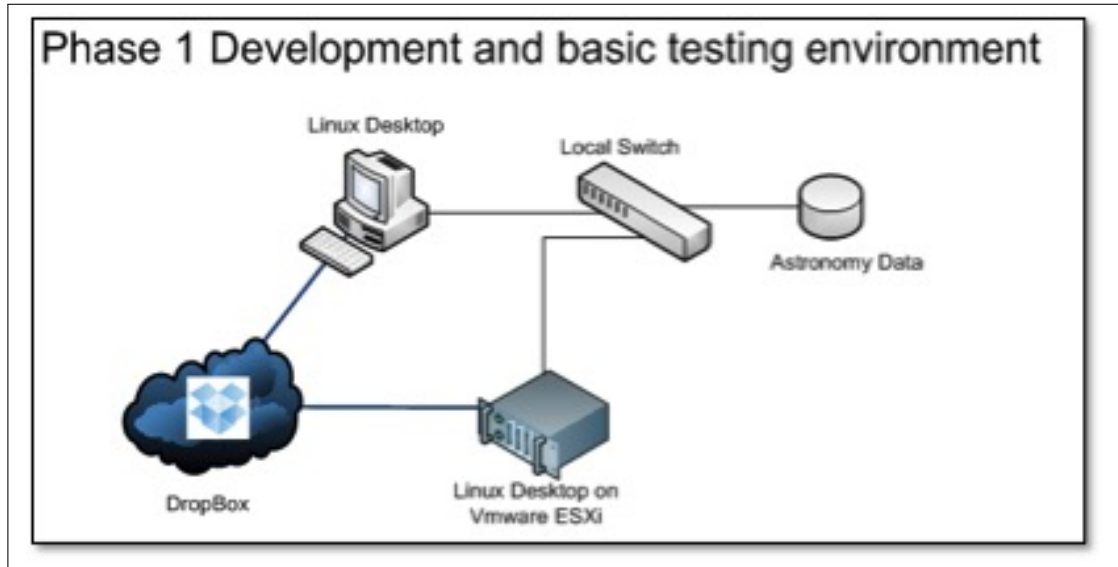 Phase 1 Development and basic testing environment
Linux Desktop
Local Switch
Astronomy Data
DropBox
Linux Desktop on
Vmware ESXi